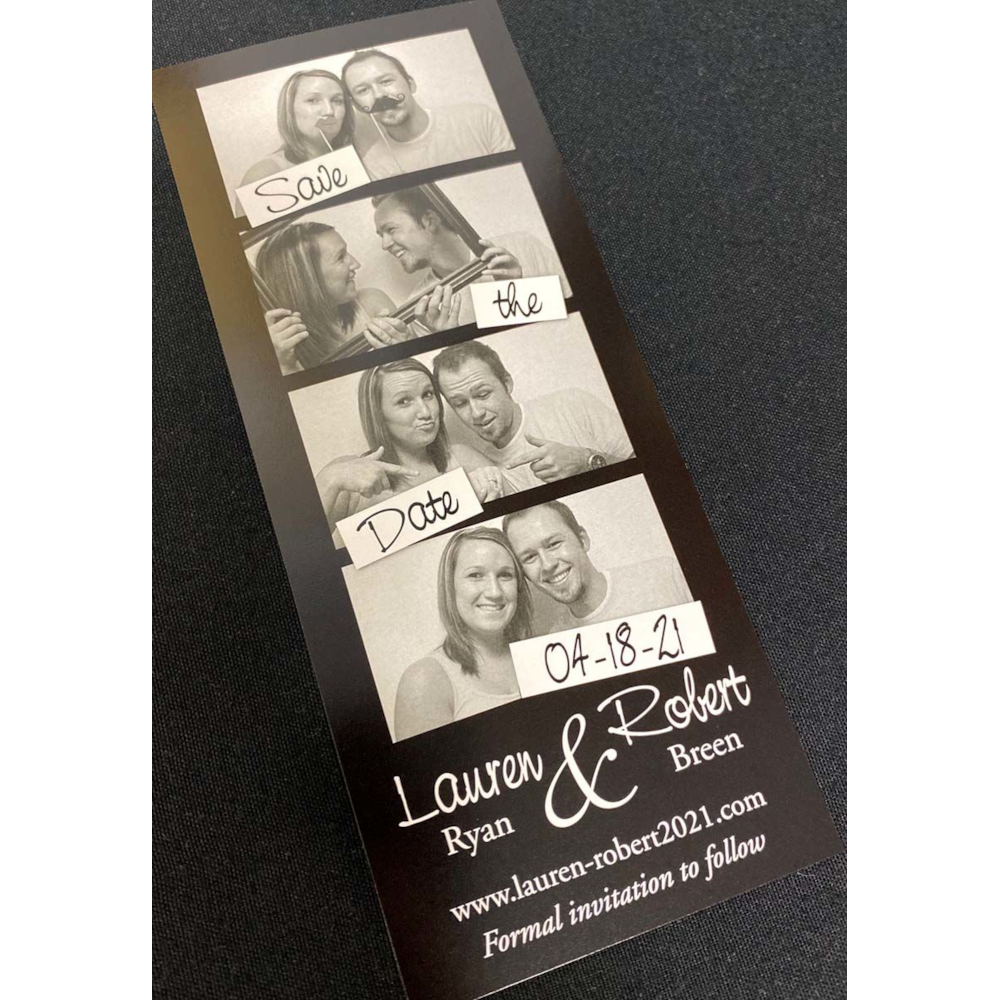 Save
the
Date
04-18-21
Lauren & Robert
Ryan Breen
www.lauren-robert2021.com
Formal invitation to follow